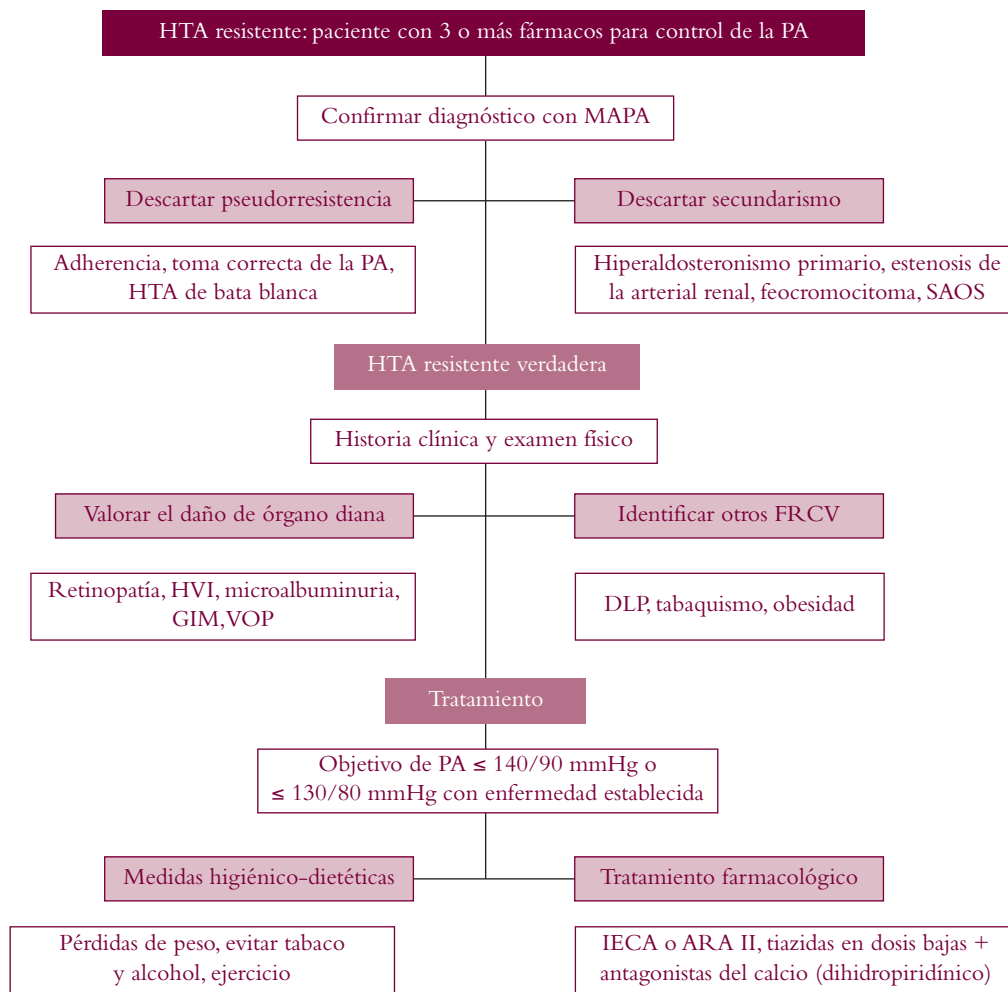 HTA resistente: paciente con 3 o más fármacos para control de la PA
Confirmar diagnóstico con MAPA
Descartar pseudorresistencia
Descartar secundarismo
Adherencia, toma correcta de la PA,
HTA de bata blanca
Hiperaldosteronismo primario, estenosis de
la arterial renal, feocromocitoma, SAOS
HTA resistente verdadera
Historia clínica y examen físico
Valorar el daño de órgano diana
Identificar otros FRCV
Retinopatía, HVI, microalbuminuria,
GIM,VOP
DLP, tabaquismo, obesidad
Tratamiento
Objetivo de PA ≤ 140/90 mmHg o
≤ 130/80 mmHg con enfermedad establecida
Medidas higiénico-dietéticas
Tratamiento farmacológico
Pérdidas de peso, evitar tabaco
y alcohol, ejercicio
IECA o ARA II, tiazidas en dosis bajas +
antagonistas del calcio (dihidropiridínico)